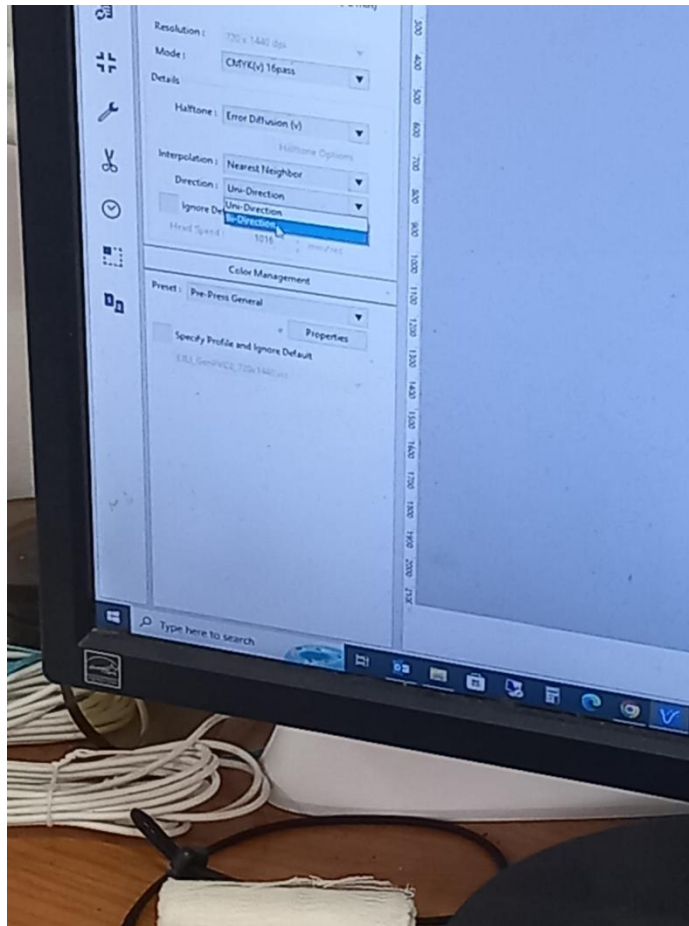 Resolution : 720 x 1440 dpi
Mode : CMYK(v) 16pass
Details
Halftone : Error Diffusion (v)
Halftone Options
Interpolation : Nearest Neighbor
Direction : Uni-Direction
Uni-Direction
Bi-Direction
Ignore De
Head Speed : 1016 mm/sec
Color Management
Preset : Pre-Press General
Properties
Specify Profile and Ignore Default
300
400
500
600
700
800
900
1000
1100
1200
1300
1400
1500
1600
1700
1800
1900
2000
Type here to search